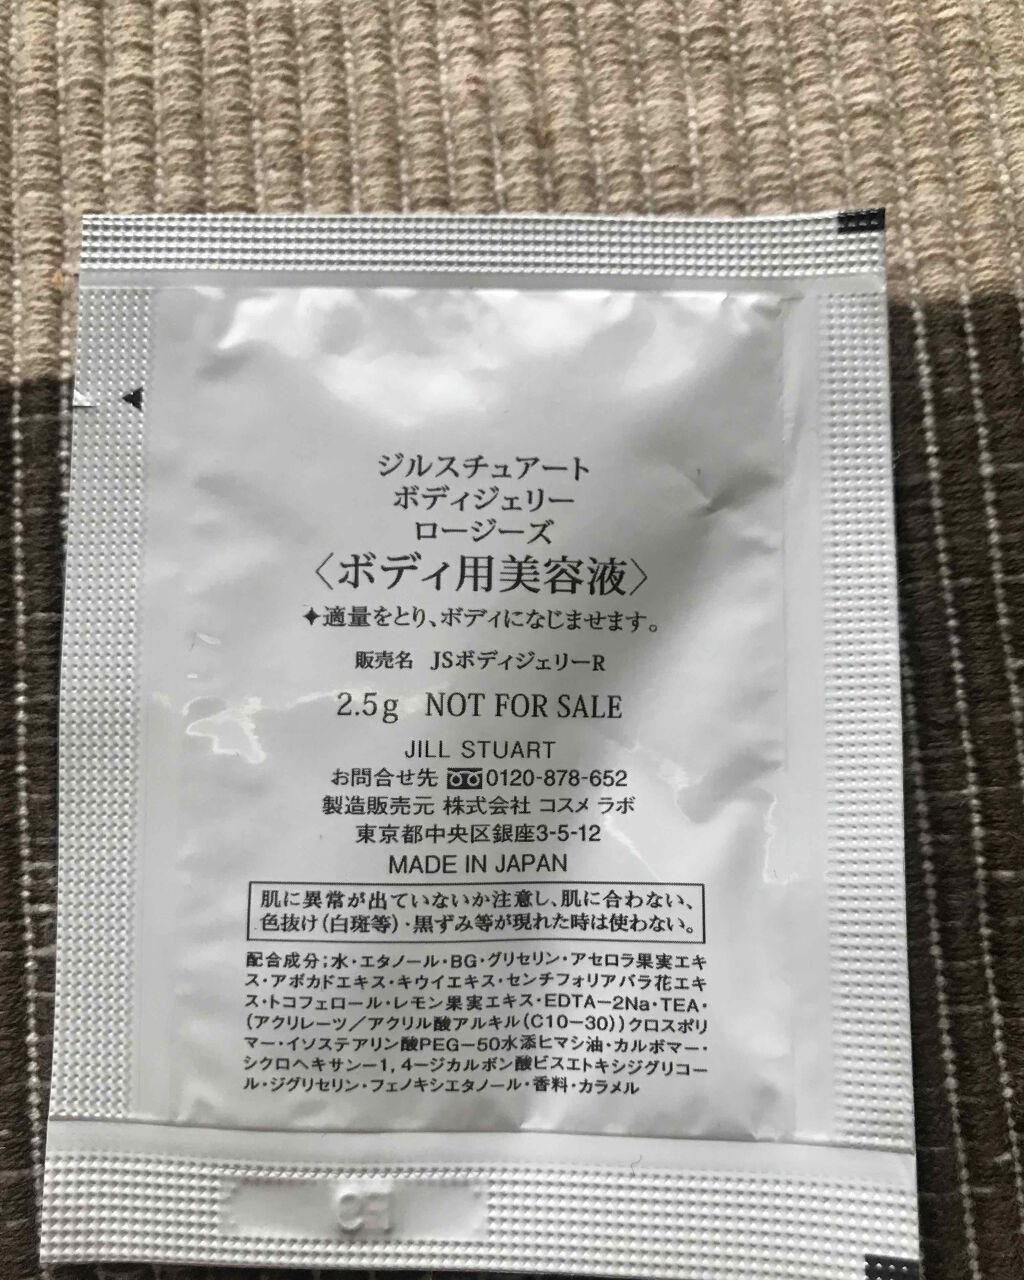 ジルスチュアート
ボディジェリー
ロージーズ
〈ボディ用美容液〉
✦適量をとり、ボディになじませます。
販売名 JSボディジェリーR
2.5g NOT FOR SALE
JILL STUART
お問合せ先 0120-878-652
製造販売元 株式会社 コスメ ラボ
東京都中央区銀座3-5-12
MADE IN JAPAN
肌に異常が出ていないか注意し、肌に合わない、
色抜け(白斑等)・黒ずみ等が現れた時は使わない。
配合成分;水・エタノール・BG・グリセリン・アセロラ果実エキ
ス・アボカドエキス・キウイエキス・センチフォリアバラ花エキ
ス・トコフェロール・レモン果実エキス・EDTA−2Na・TEA・
(アクリレーツ／アクリル酸アルキル(C10−30))クロスポリ
マー・イソステアリン酸PEG−50水添ヒマシ油・カルボマー・
シクロヘキサン−1, 4−ジカルボン酸ビスエトキシジグリコー
ル・ジグリセリン・フェノキシエタノール・香料・カラメル